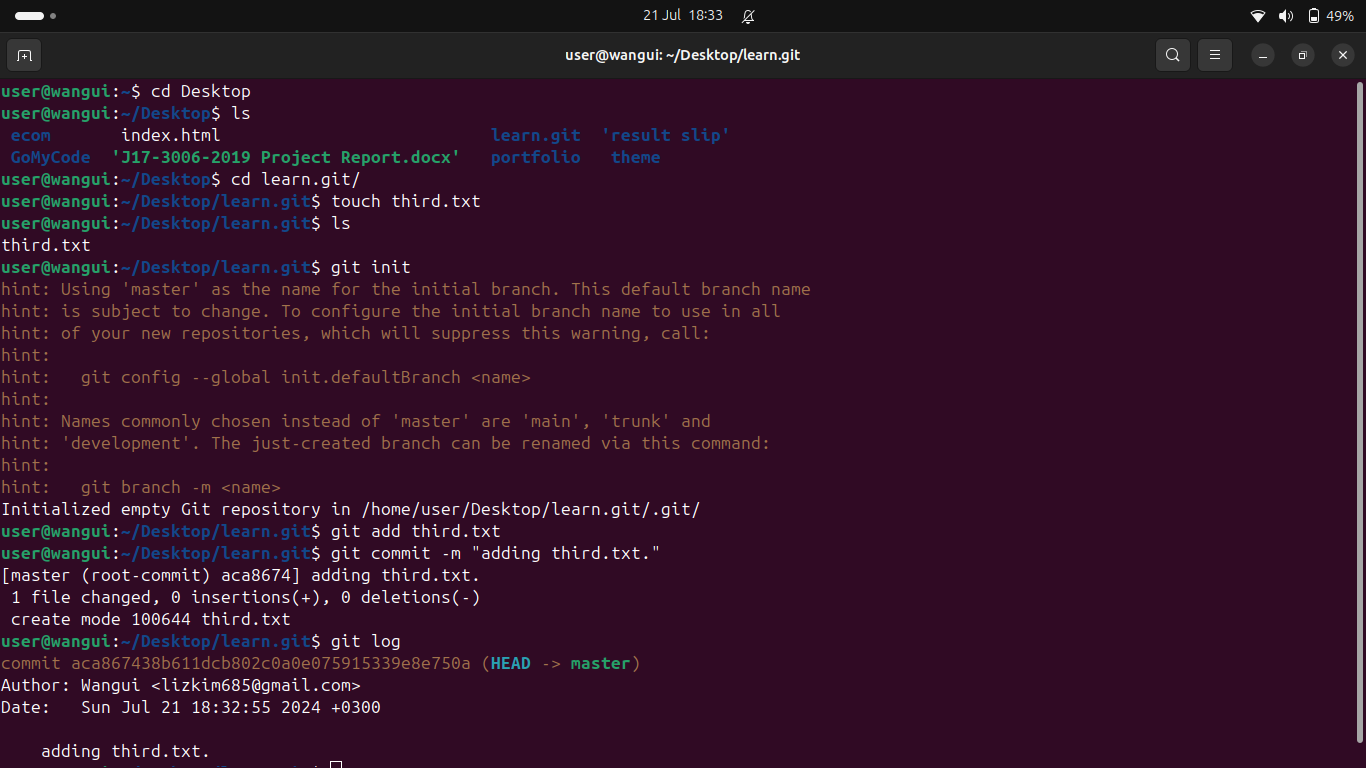 21 Jul 18:33
49%
user@wangui: ~/Desktop/learn.git
user@wangui:~$ cd Desktop
user@wangui:~/Desktop$ ls
ecom index.html learn.git 'result slip'
GoMyCode 'J17-3006-2019 Project Report.docx' portfolio theme
user@wangui:~/Desktop$ cd learn.git/
user@wangui:~/Desktop/learn.git$ touch third.txt
user@wangui:~/Desktop/learn.git$ ls
third.txt
user@wangui:~/Desktop/learn.git$ git init
hint: Using 'master' as the name for the initial branch. This default branch name
hint: is subject to change. To configure the initial branch name to use in all
hint: of your new repositories, which will suppress this warning, call:
hint:
hint:   git config --global init.defaultBranch <name>
hint:
hint: Names commonly chosen instead of 'master' are 'main', 'trunk' and
hint: 'development'. The just-created branch can be renamed via this command:
hint:
hint:   git branch -m <name>
Initialized empty Git repository in /home/user/Desktop/learn.git/.git/
user@wangui:~/Desktop/learn.git$ git add third.txt
user@wangui:~/Desktop/learn.git$ git commit -m "adding third.txt."
[master (root-commit) aca8674] adding third.txt.
 1 file changed, 0 insertions(+), 0 deletions(-)
 create mode 100644 third.txt
user@wangui:~/Desktop/learn.git$ git log
commit aca867438b611dcb802c0a0e075915339e8e750a (HEAD -> master)
Author: Wangui <lizkim685@gmail.com>
Date:   Sun Jul 21 18:32:55 2024 +0300
    adding third.txt.